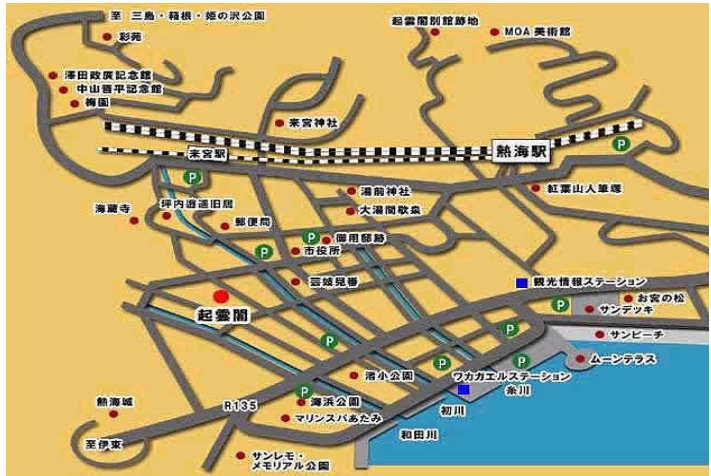 至 三島・箱根・姫の沢公園
彩苑
起雲閣別館跡地
MOA 美術館
澤田政廣記念館
中山晋平記念館
梅園
来宮神社
来宮駅
熱海駅
P
P
湯前神社
紅葉山人筆塚
海蔵寺
坪内逍遥旧居
大湯間歇泉
郵便局
P
御用邸跡
P
市役所
芸妓見番
観光情報ステーション
起雲閣
お宮の松
P
サンデッキ
サンビーチ
P
P
P
ムーンテラス
P
渚小公園
ワカガエルステーション
糸川
P
R135
海浜公園
初川
熱海城
マリンスパあたみ
和田川
至伊東
サンレモ・
メモリアル公園